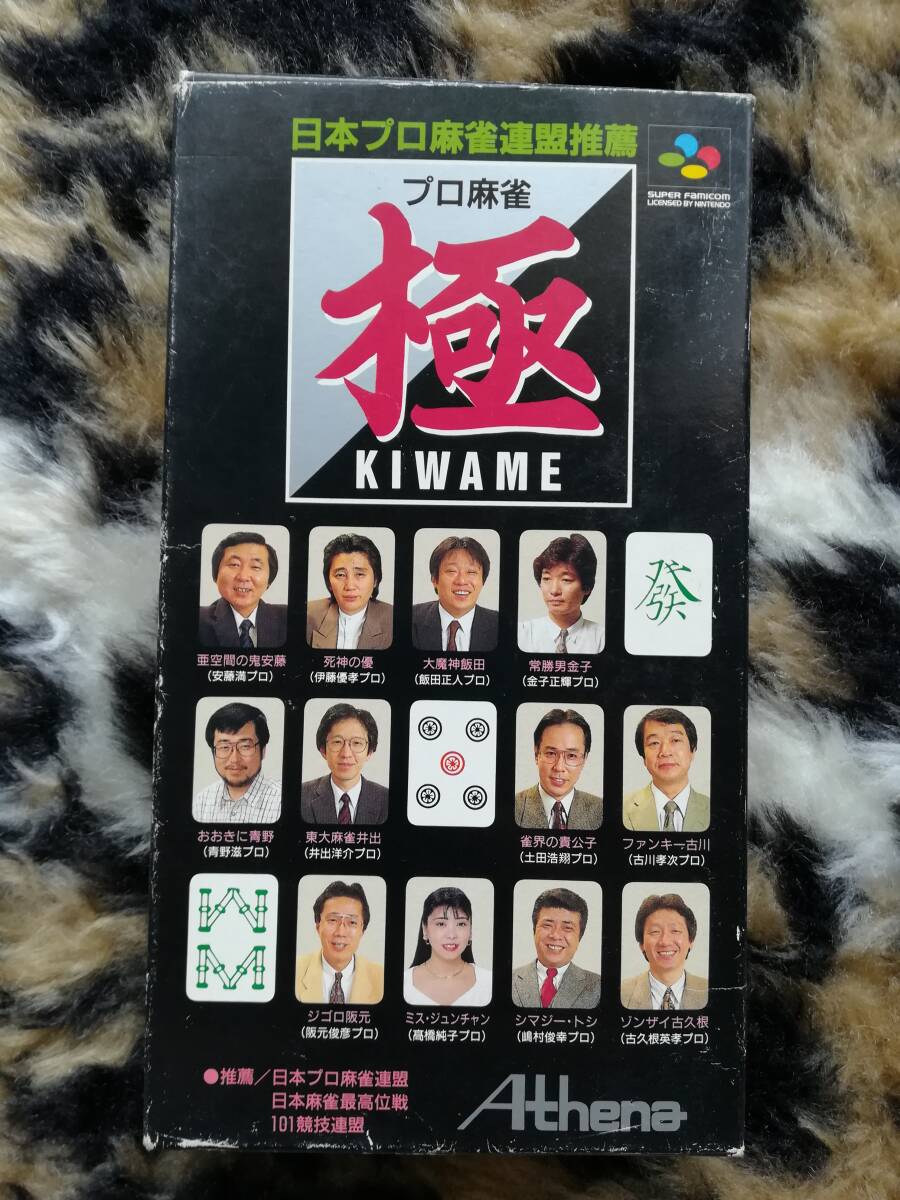 日本プロ麻雀連盟推薦
SUPER FAMICOM
LICENSED BY NINTENDO
プロ麻雀
極
KIWAME
發
亜空間の鬼安藤
(安藤満プロ)
死神の優
(伊藤優孝プロ)
大魔神飯田
(飯田正人プロ)
常勝男金子
(金子正輝プロ)
おおきに青野
(青野滋プロ)
東大麻雀井出
(井出洋介プロ)
雀界の貴公子
(土田浩翔プロ)
ファンキー古川
(古川孝次プロ)
ジゴロ阪元
(阪元俊彦プロ)
ミス・ジュンチャン
(高橋純子プロ)
シマジー・トシ
(嶋村俊幸プロ)
ゾンザイ古久根
(古久根英孝プロ)
●推薦/日本プロ麻雀連盟
日本麻雀最高位戦
101競技連盟
Athena